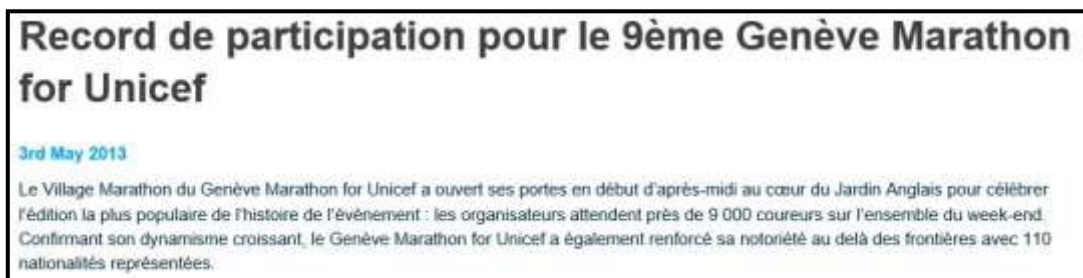 Record de participation pour le 9ème Genève Marathon
for Unicef
3rd May 2013
Le Village Marathon du Genève Marathon for Unicef a ouvert ses portes en début d'après-midi au cœur du Jardin Anglais pour célébrer
l'édition la plus populaire de l'histoire de l'évènement : les organisateurs attendent près de 9 000 coureurs sur l'ensemble du week-end.
Confirmant son dynamisme croissant, le Genève Marathon for Unicef a également renforcé sa notoriété au delà des frontières avec 110
nationalités représentées.